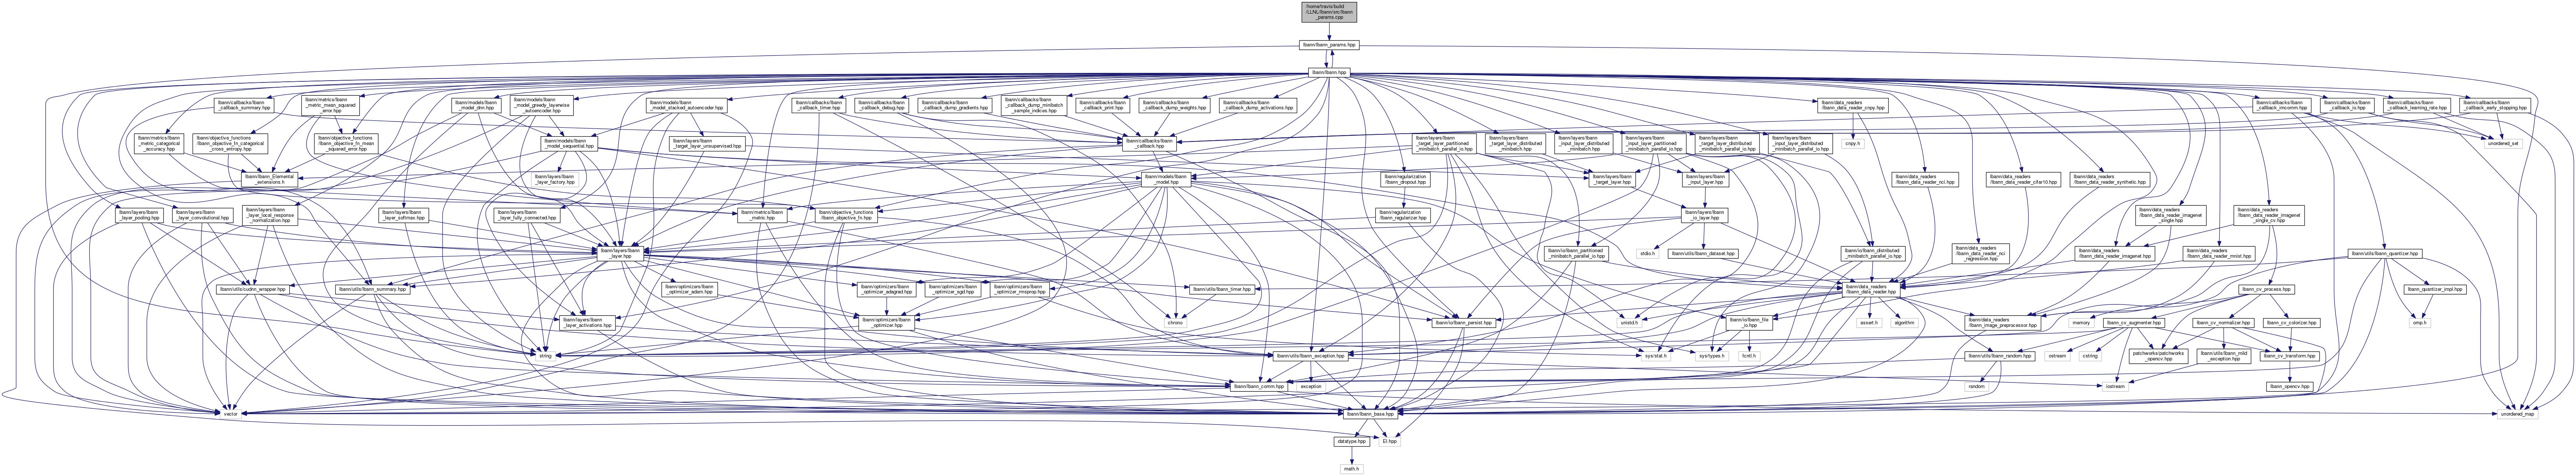 /home/travis/build
/LLNL/lbann/src/lbann
_params.cpp
lbann/lbann_params.hpp
lbann/lbann.hpp
lbann/callbacks/lbann
_callback_summary.hpp
lbann/metrics/lbann
_metric_mean_squared
_error.hpp
lbann/models/lbann
_model_dnn.hpp
lbann/models/lbann
_model_greedy_layerwise
_autoencoder.hpp
lbann/models/lbann
_model_stacked_autoencoder.hpp
lbann/callbacks/lbann
_callback_timer.hpp
lbann/callbacks/lbann
_callback_debug.hpp
lbann/callbacks/lbann
_callback_dump_gradients.hpp
lbann/callbacks/lbann
_callback_dump_minibatch
_sample_indices.hpp
lbann/callbacks/lbann
_callback_print.hpp
lbann/callbacks/lbann
_callback_dump_weights.hpp
lbann/callbacks/lbann
_callback_dump_activations.hpp
lbann/data_readers
/lbann_data_reader_cnpy.hpp
lbann/callbacks/lbann
_callback_imcomm.hpp
lbann/callbacks/lbann
_callback_io.hpp
lbann/callbacks/lbann
_callback_learning_rate.hpp
lbann/callbacks/lbann
_callback_early_stopping.hpp
lbann/metrics/lbann
_metric_categorical
_accuracy.hpp
lbann/objective_functions
/lbann_objective_fn_categorical
_cross_entropy.hpp
lbann/objective_functions
/lbann_objective_fn_mean
_squared_error.hpp
lbann/models/lbann
_model_sequential.hpp
lbann/layers/lbann
_target_layer_unsupervised.hpp
lbann/callbacks/lbann
_callback.hpp
lbann/layers/lbann
_target_layer_partitioned
_minibatch_parallel_io.hpp
lbann/layers/lbann
_target_layer_distributed
_minibatch.hpp
lbann/layers/lbann
_input_layer_distributed
_minibatch.hpp
lbann/layers/lbann
_input_layer_partitioned
_minibatch_parallel_io.hpp
lbann/layers/lbann
_target_layer_distributed
_minibatch_parallel_io.hpp
lbann/layers/lbann
_input_layer_distributed
_minibatch_parallel_io.hpp
cnpy.h
unordered_set
lbann/lbann_Elemental
_extensions.h
lbann/layers/lbann
_layer_factory.hpp
lbann/models/lbann
_model.hpp
lbann/regularization
/lbann_dropout.hpp
lbann/layers/lbann
_target_layer.hpp
lbann/layers/lbann
_input_layer.hpp
lbann/data_readers
/lbann_data_reader_nci.hpp
lbann/data_readers
/lbann_data_reader_cifar10.hpp
lbann/data_readers
/lbann_data_reader_synthetic.hpp
lbann/layers/lbann
_layer_pooling.hpp
lbann/layers/lbann
_layer_convolutional.hpp
lbann/layers/lbann
_layer_local_response
_normalization.hpp
lbann/layers/lbann
_layer_softmax.hpp
lbann/layers/lbann
_layer_fully_connected.hpp
lbann/metrics/lbann
_metric.hpp
lbann/objective_functions
/lbann_objective_fn.hpp
lbann/regularization
/lbann_regularizer.hpp
lbann/layers/lbann
_io_layer.hpp
lbann/data_readers
/lbann_data_reader_imagenet
_single.hpp
lbann/data_readers
/lbann_data_reader_imagenet
_single_cv.hpp
lbann/layers/lbann
_layer.hpp
lbann/io/lbann_partitioned
_minibatch_parallel_io.hpp
stdio.h
lbann/utils/lbann_dataset.hpp
lbann/io/lbann_distributed
_minibatch_parallel_io.hpp
lbann/data_readers
/lbann_data_reader_nci
_regression.hpp
lbann/data_readers
/lbann_data_reader_imagenet.hpp
lbann/data_readers
/lbann_data_reader_mnist.hpp
lbann/utils/lbann_quantizer.hpp
lbann/utils/cudnn_wrapper.hpp
lbann/utils/lbann_summary.hpp
lbann/optimizers/lbann
_optimizer_adam.hpp
lbann/optimizers/lbann
_optimizer_adagrad.hpp
lbann/optimizers/lbann
_optimizer_sgd.hpp
lbann/optimizers/lbann
_optimizer_rmsprop.hpp
lbann/utils/lbann_timer.hpp
lbann/data_readers
/lbann_data_reader.hpp
lbann_cv_process.hpp
lbann_quantizer_impl.hpp
lbann/layers/lbann
_layer_activations.hpp
lbann/optimizers/lbann
_optimizer.hpp
chrono
lbann/io/lbann_persist.hpp
unistd.h
lbann/io/lbann_file
_io.hpp
assert.h
algorithm
lbann/data_readers
/lbann_image_preprocessor.hpp
memory
lbann_cv_augmenter.hpp
lbann_cv_normalizer.hpp
lbann_cv_colorizer.hpp
omp.h
string
lbann/utils/lbann_exception.hpp
sys/stat.h
sys/types.h
fcntl.h
lbann/utils/lbann_random.hpp
ostream
cstring
patchworks/patchworks
_opencv.hpp
lbann/utils/lbann_mild
_exception.hpp
lbann_cv_transform.hpp
lbann/lbann_comm.hpp
exception
random
iostream
lbann_opencv.hpp
vector
lbann/lbann_base.hpp
unordered_map
datatype.hpp
El.hpp
math.h